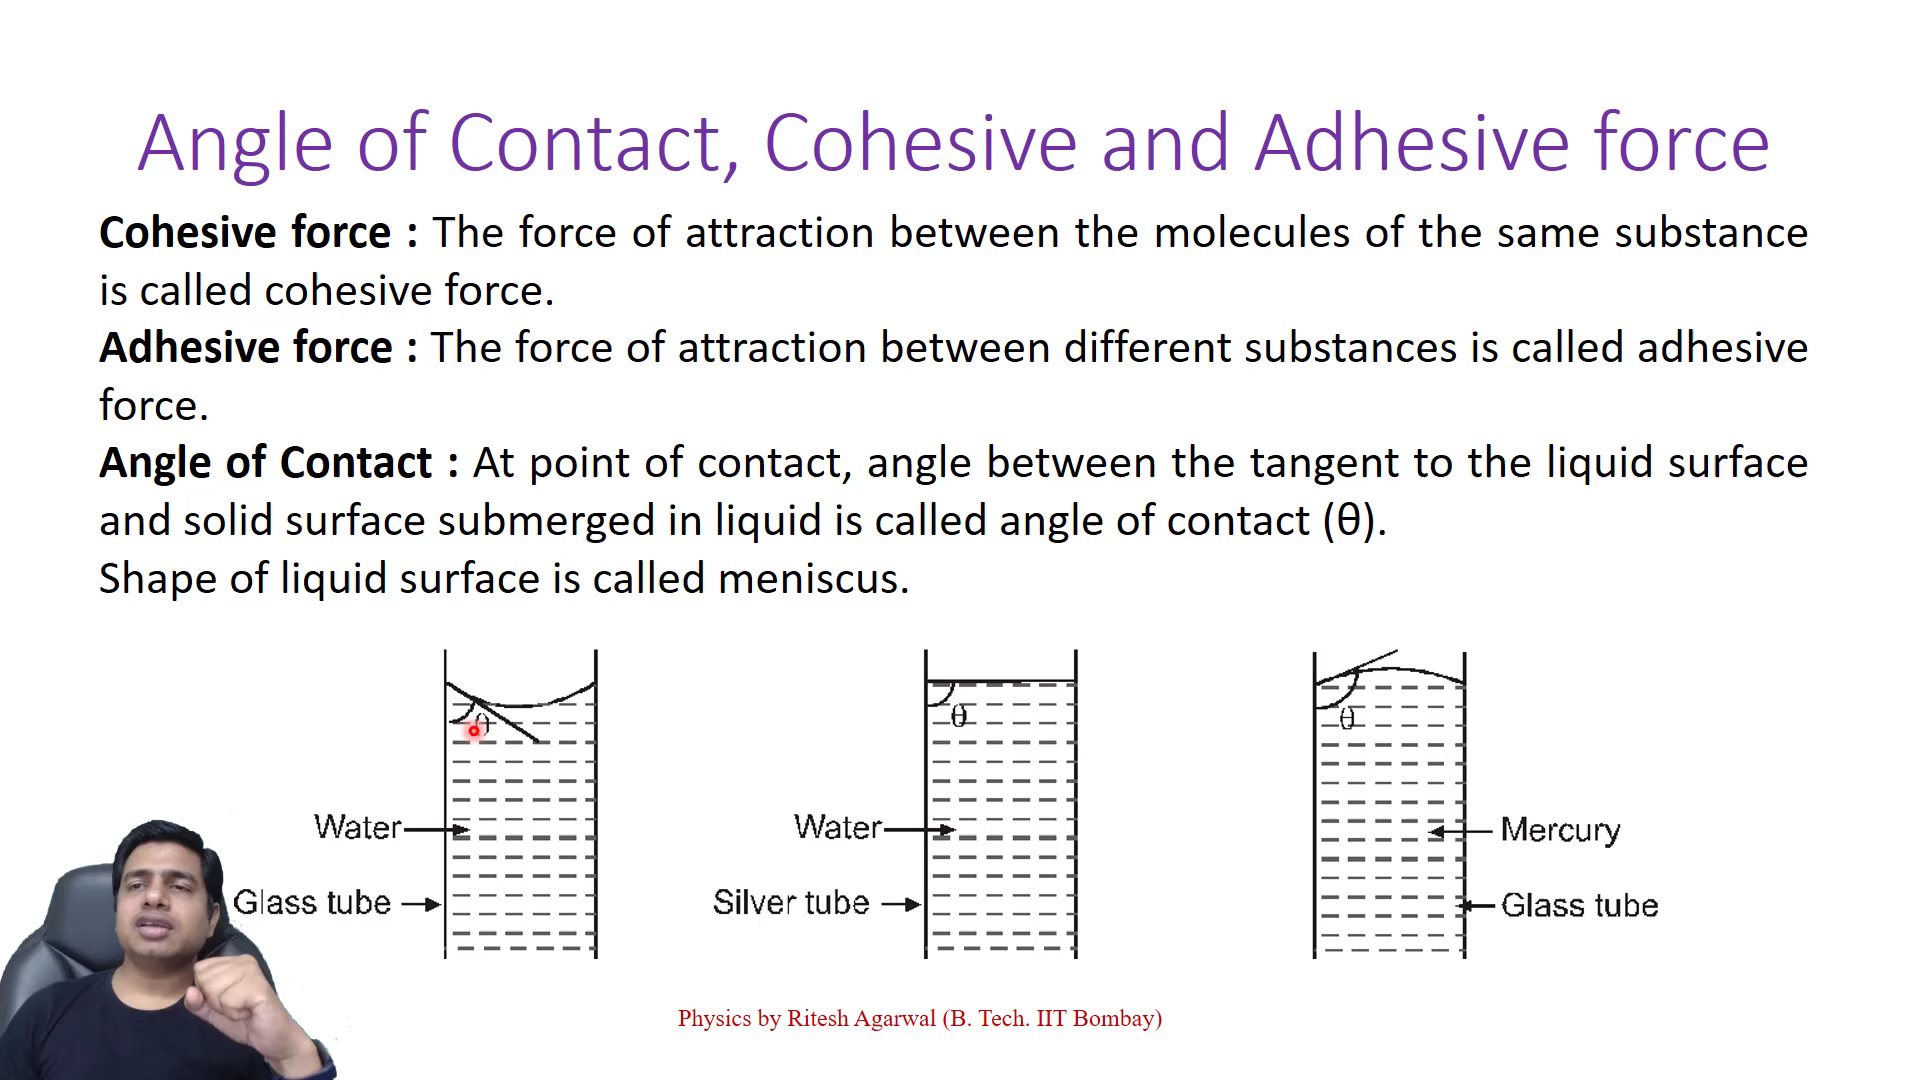 Angle of Contact, Cohesive and Adhesive force
Cohesive force : The force of attraction between the molecules of the same substance
is called cohesive force.
Adhesive force : The force of attraction between different substances is called adhesive
force.
Angle of Contact : At point of contact, angle between the tangent to the liquid surface
and solid surface submerged in liquid is called angle of contact (θ).
Shape of liquid surface is called meniscus.
θ
θ
θ
Water
Water
Mercury
Glass tube
Silver tube
Glass tube
Physics by Ritesh Agarwal (B. Tech. IIT Bombay)